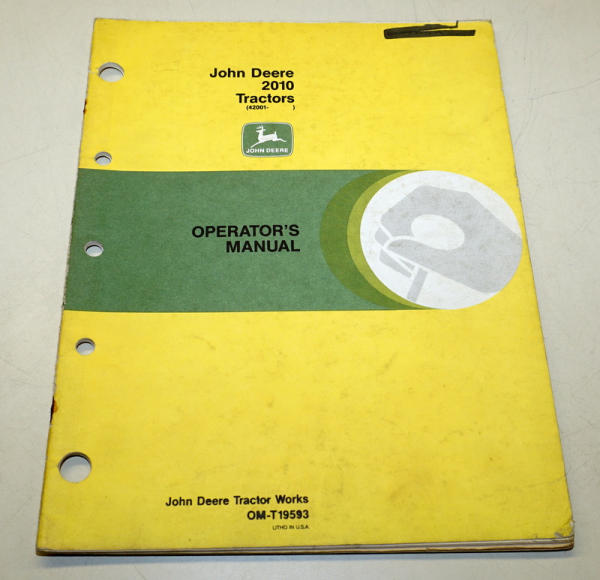 John Deere
2010
Tractors
(42001- )
JOHN DEERE
OPERATOR'S
MANUAL
John Deere Tractor Works
OM-T19593
LITHO IN U.S.A.